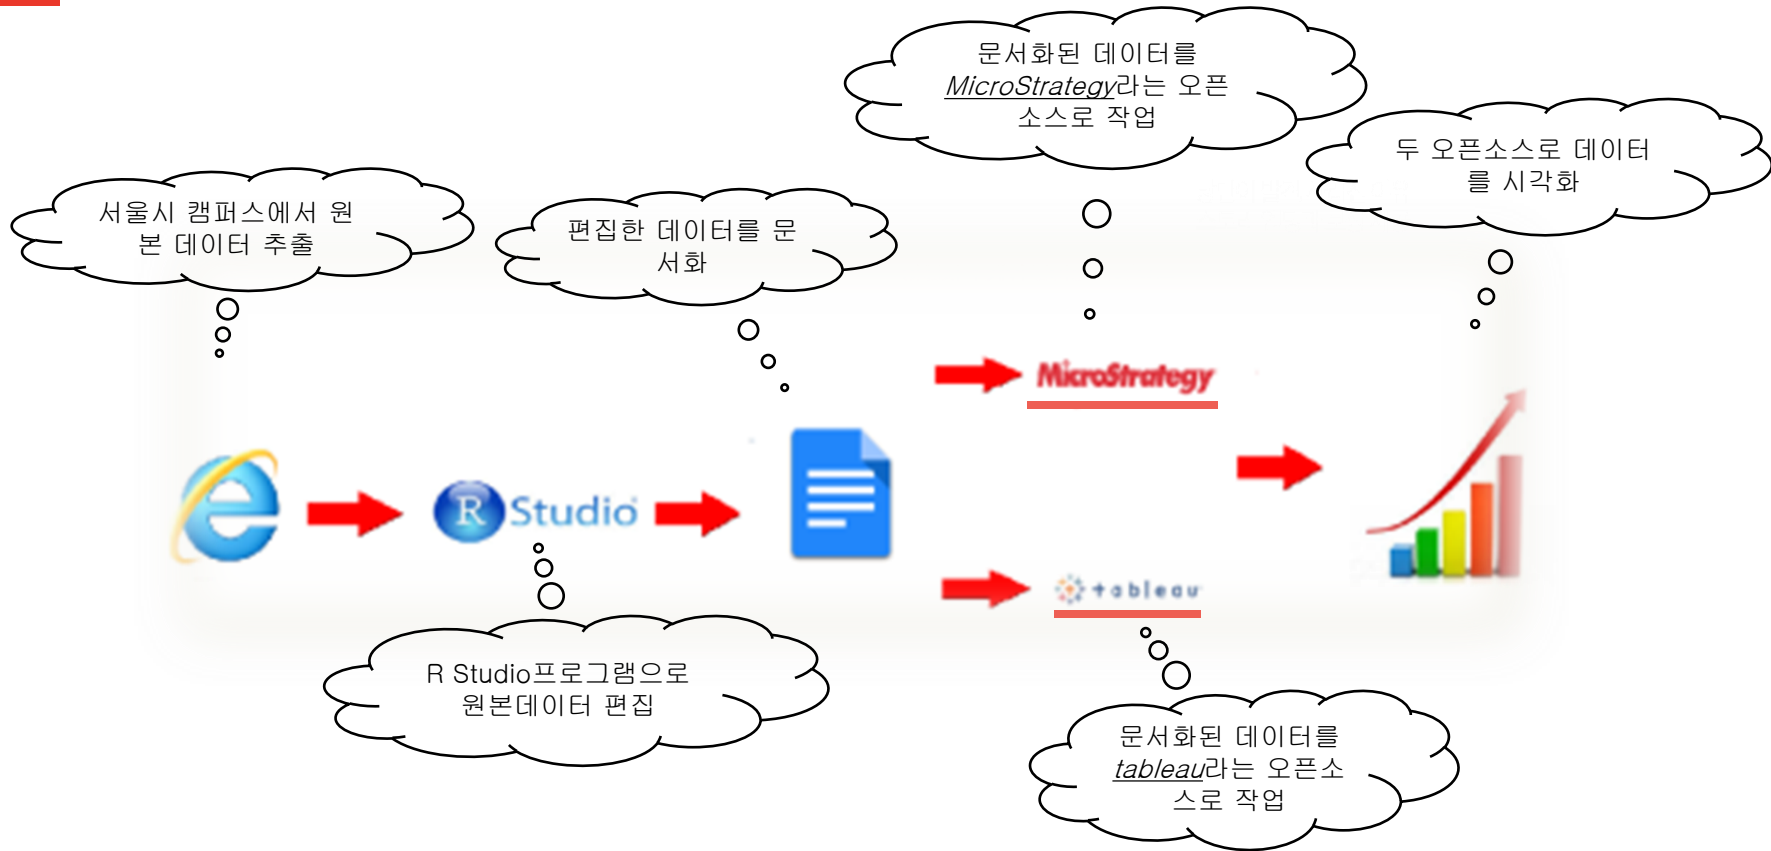 문서화된 데이터를
MicroStrategy라는 오픈
소스로 작업
두 오픈소스로 데이터
를 시각화
서울시 캠퍼스에서 원
본 데이터 추출
편집한 데이터를 문
서화
MicroStrategy
R Studio
+ableau
R Studio프로그램으로
원본데이터 편집
문서화된 데이터를
tableau라는 오픈소
스로 작업